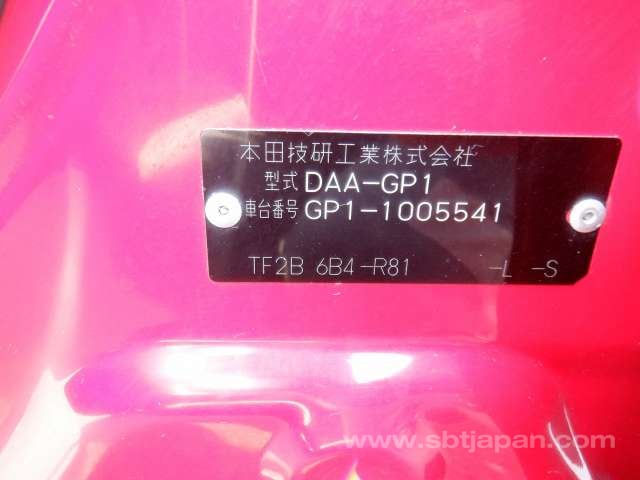 本田技研工業株式会社
型式 DAA-GP1
車台番号 GP1-1005541
TF2B 6B4-R81 -L -S
www.sbtjapan.com